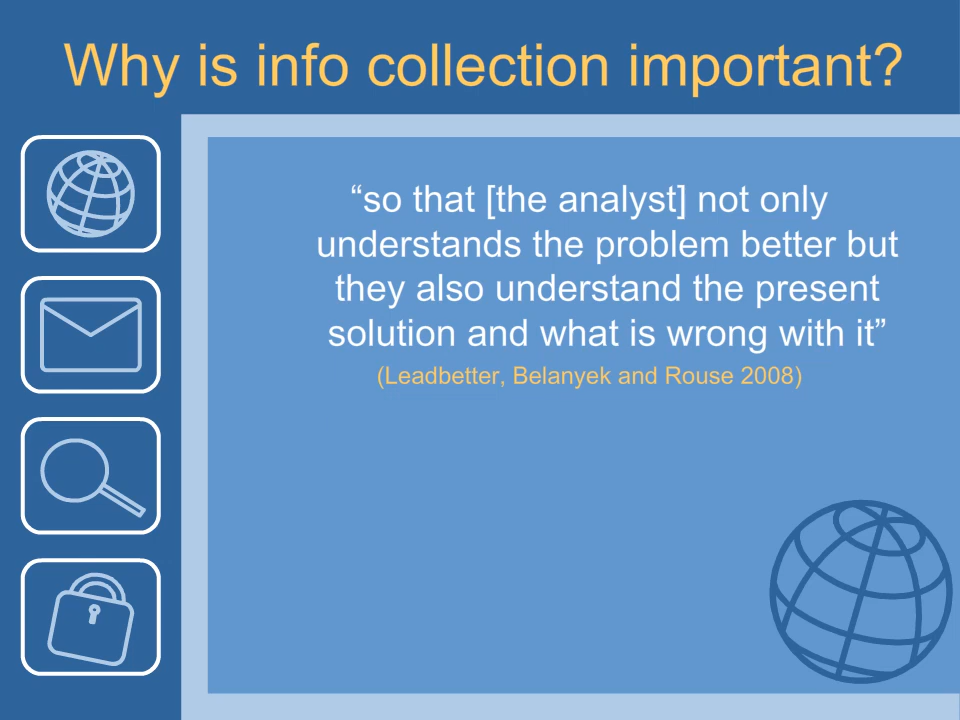 Why is info collection important?
“so that [the analyst] not only
understands the problem better but
they also understand the present
solution and what is wrong with it”
(Leadbetter, Belanyek and Rouse 2008)